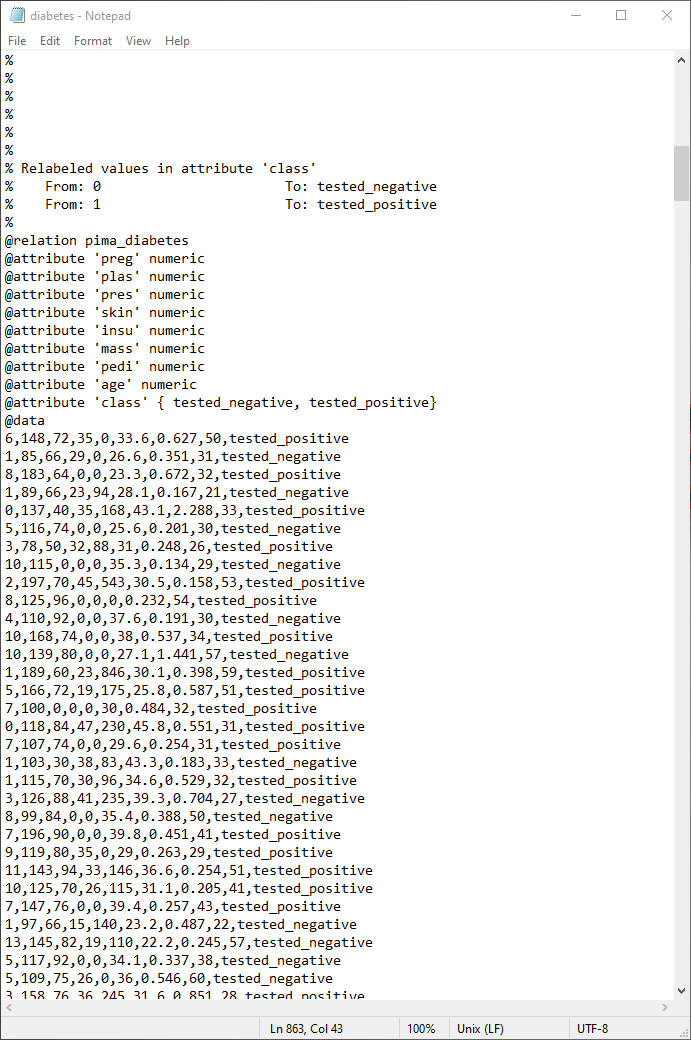 diabetes - Notepad
File Edit Format View Help
%
%
%
%
%
%
% Relabeled values in attribute 'class'
%    From: 0                       To: tested_negative
%    From: 1                       To: tested_positive
%
@relation pima_diabetes
@attribute 'preg' numeric
@attribute 'plas' numeric
@attribute 'pres' numeric
@attribute 'skin' numeric
@attribute 'insu' numeric
@attribute 'mass' numeric
@attribute 'pedi' numeric
@attribute 'age' numeric
@attribute 'class' { tested_negative, tested_positive}
@data
6,148,72,35,0,33.6,0.627,50,tested_positive
1,85,66,29,0,26.6,0.351,31,tested_negative
8,183,64,0,0,23.3,0.672,32,tested_positive
1,89,66,23,94,28.1,0.167,21,tested_negative
0,137,40,35,168,43.1,2.288,33,tested_positive
5,116,74,0,0,25.6,0.201,30,tested_negative
3,78,50,32,88,31,0.248,26,tested_positive
10,115,0,0,0,35.3,0.134,29,tested_negative
2,197,70,45,543,30.5,0.158,53,tested_positive
8,125,96,0,0,0,0.232,54,tested_positive
4,110,92,0,0,37.6,0.191,30,tested_negative
10,168,74,0,0,38,0.537,34,tested_positive
10,139,80,0,0,27.1,1.441,57,tested_negative
1,189,60,23,846,30.1,0.398,59,tested_positive
5,166,72,19,175,25.8,0.587,51,tested_positive
7,100,0,0,0,30,0.484,32,tested_positive
0,118,84,47,230,45.8,0.551,31,tested_positive
7,107,74,0,0,29.6,0.254,31,tested_positive
1,103,30,38,83,43.3,0.183,33,tested_negative
1,115,70,30,96,34.6,0.529,32,tested_positive
3,126,88,41,235,39.3,0.704,27,tested_negative
8,99,84,0,0,35.4,0.388,50,tested_negative
7,196,90,0,0,39.8,0.451,41,tested_positive
9,119,80,35,0,29,0.263,29,tested_positive
11,143,94,33,146,36.6,0.254,51,tested_positive
10,125,70,26,115,31.1,0.205,41,tested_positive
7,147,76,0,0,39.4,0.257,43,tested_positive
1,97,66,15,140,23.2,0.487,22,tested_negative
13,145,82,19,110,22.2,0.245,57,tested_negative
5,117,92,0,0,34.1,0.337,38,tested_negative
5,109,75,26,0,36,0.546,60,tested_negative
3,158,76,36,245,31.6,0.851,28,tested_positive
Ln 863, Col 43 100% Unix (LF) UTF-8